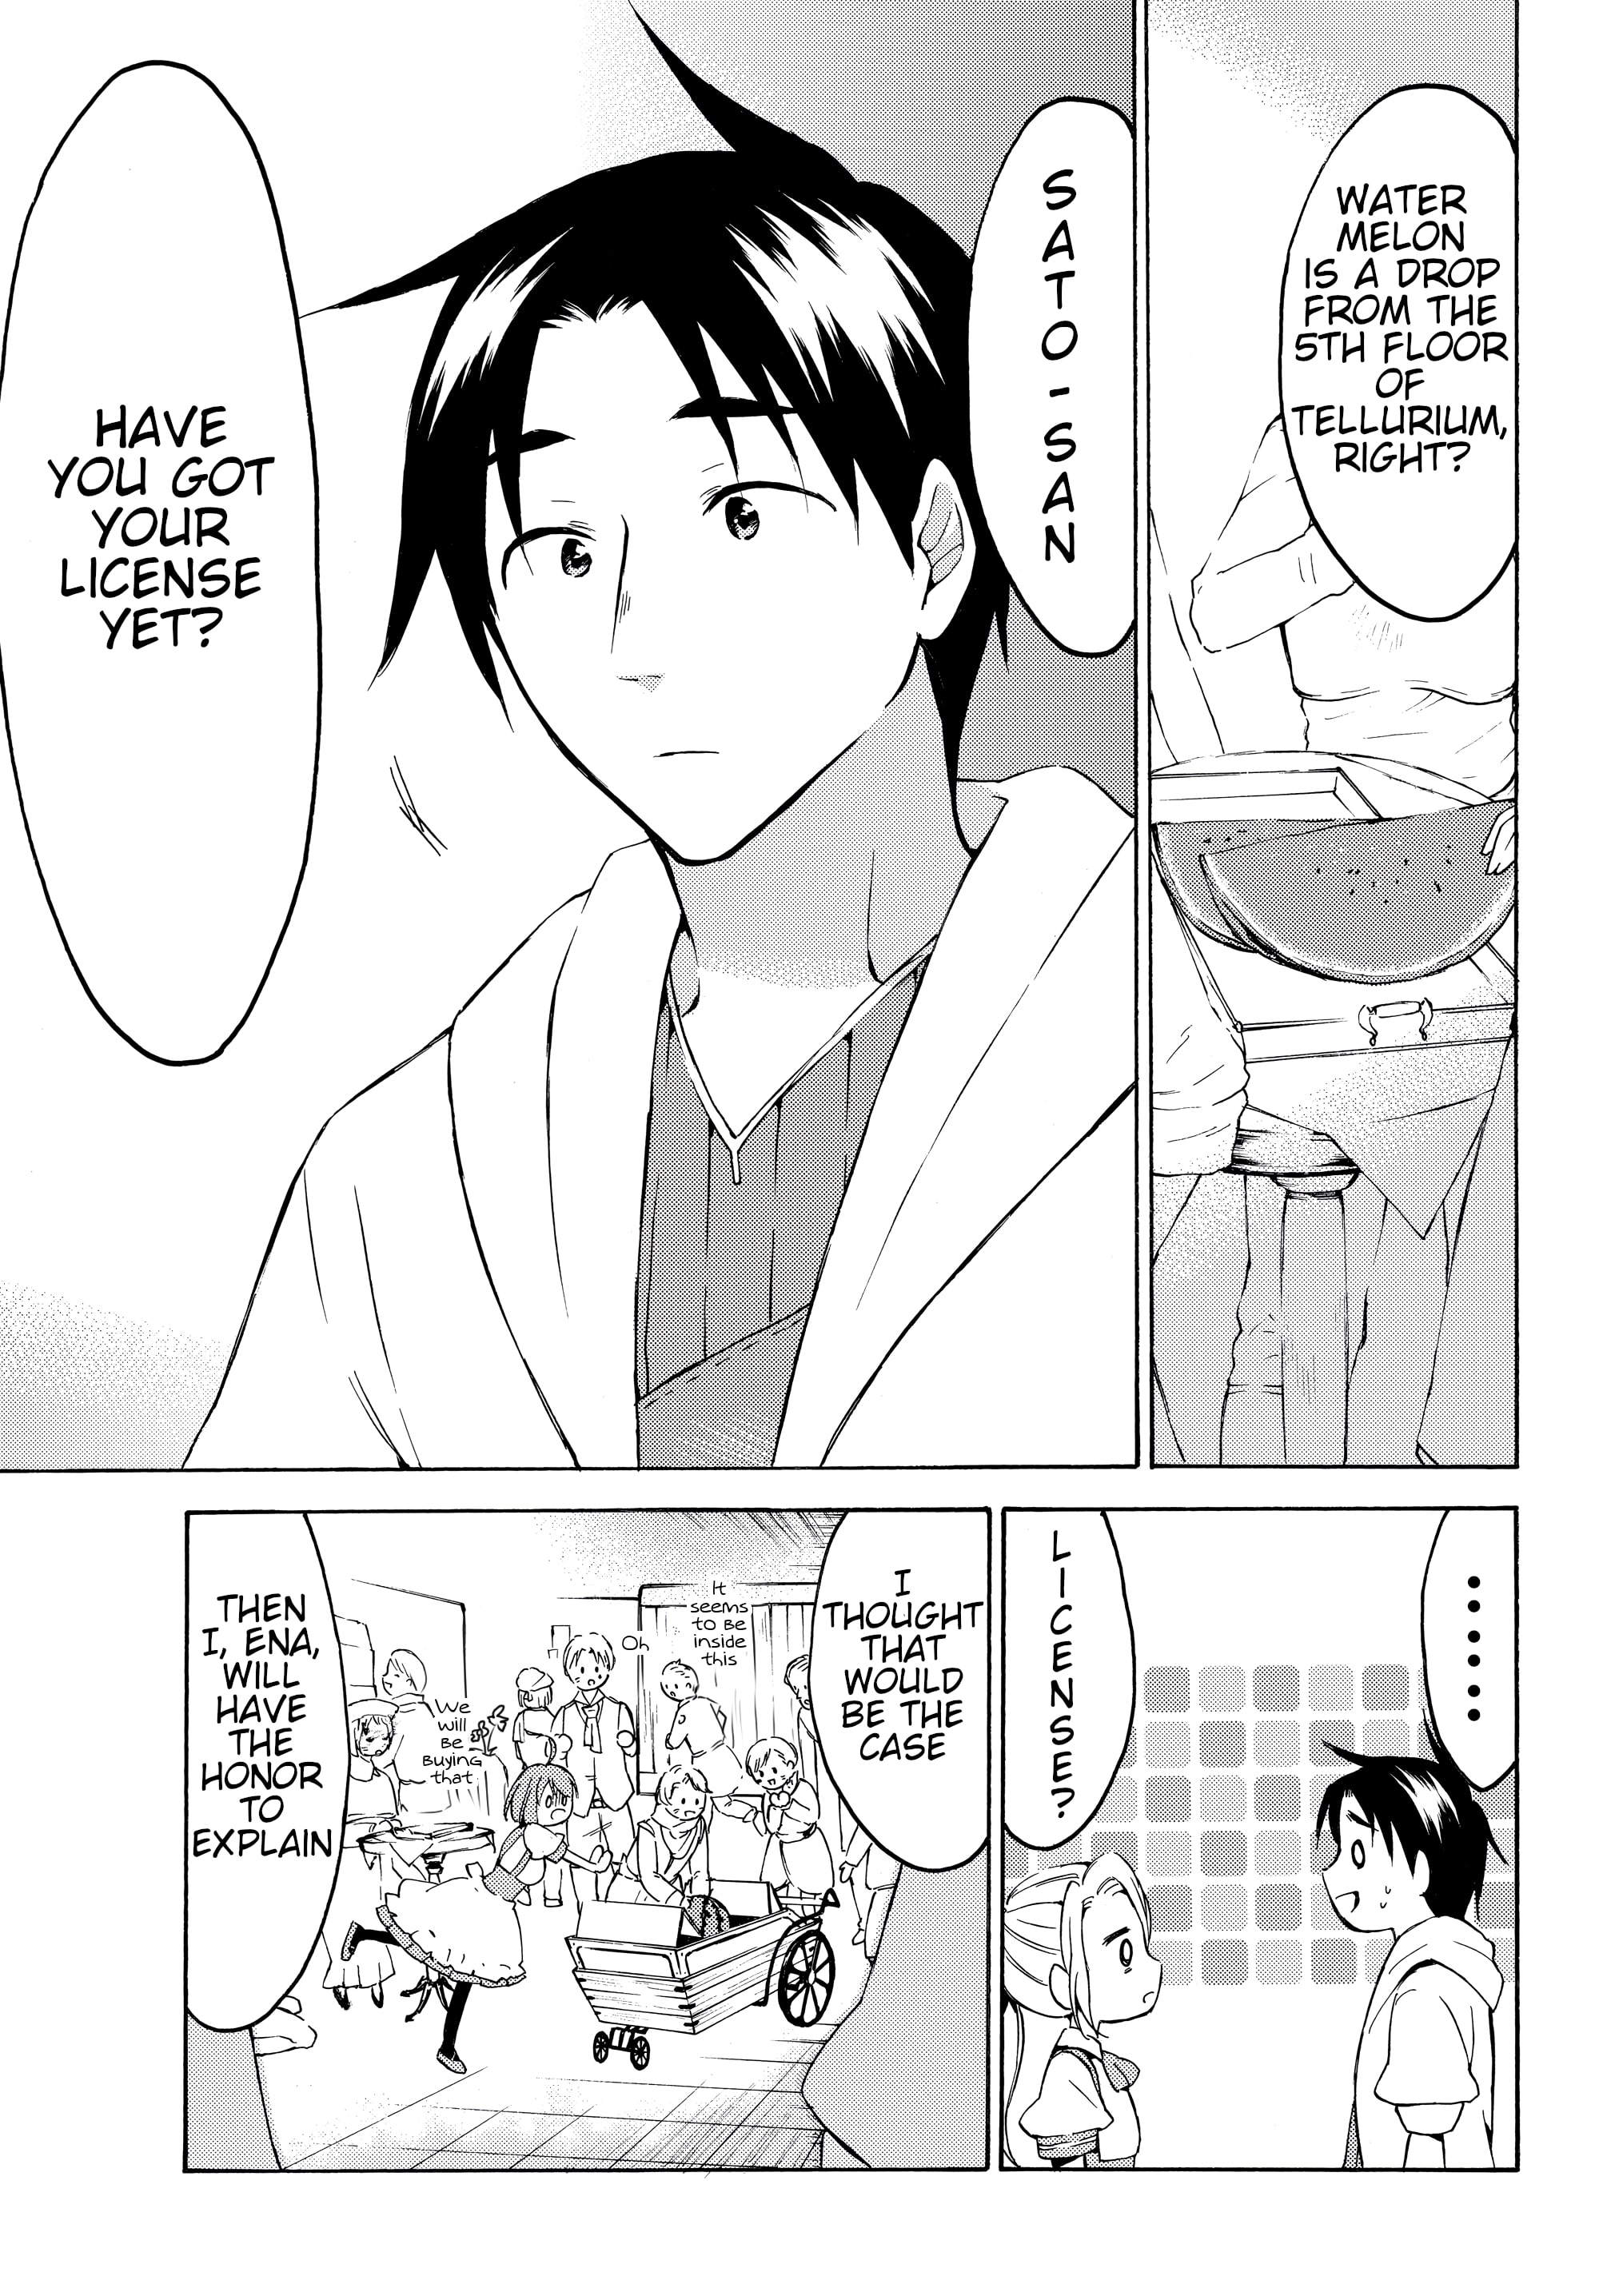 WATER
MELON
IS A DROP
FROM THE
5TH FLOOR
OF
TELLURIUM,
RIGHT?
SATO-SAN
HAVE
YOU GOT
YOUR
LICENSE
YET?
......
LICENSE?
I
THOUGHT
THAT
WOULD
BE THE
CASE
It
seems
to be
inside
this
Oh
We
will
Be
Buying
that
THEN
I, ENA,
WILL
HAVE
THE
HONOR
TO
EXPLAIN